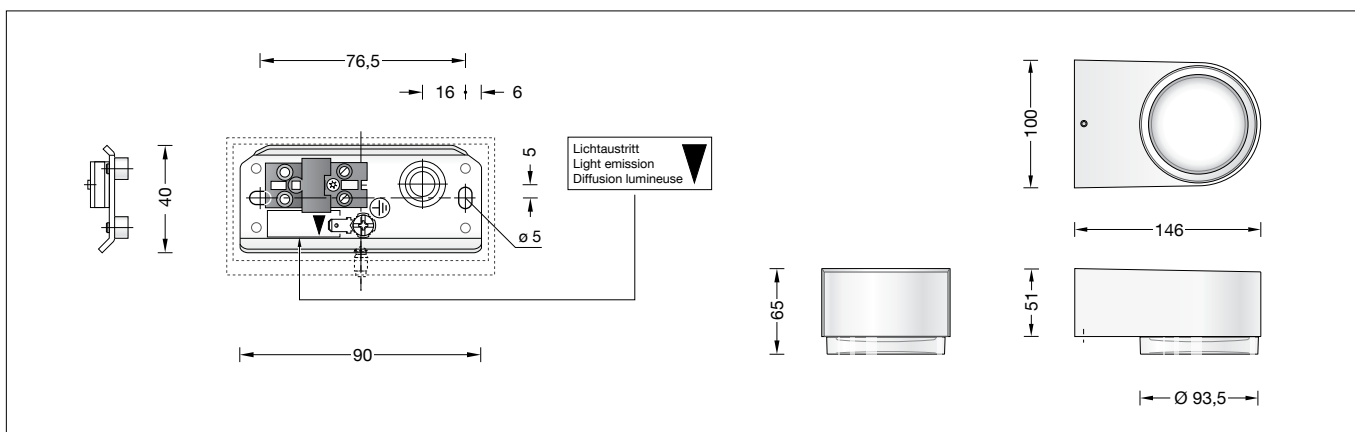 76,5
16
6
5
40
Lichtaustritt
Light emission
Diffusion lumineuse
ø 5
90
100
146
65
51
Ø 93,5